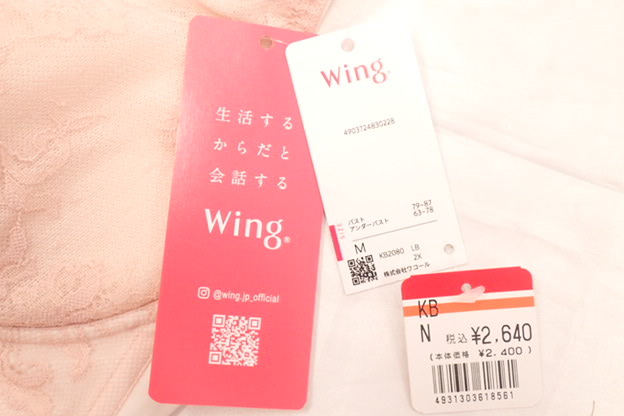 生活する
からだと
会話する
Wing®
@wing.jp_official
Wing®
4903724830228
SIZE
バスト 79-87
アンダーバスト 63-78
M KB2080 LB
2X
株式会社ワコール
KB
N 税込 ¥2,640
(本体価格 ¥2,400)
4931303618561